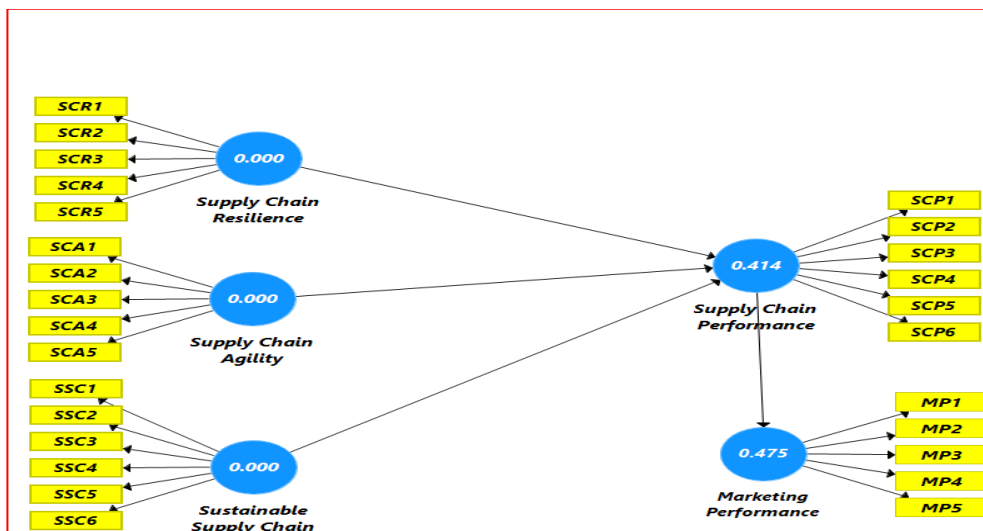 SCR1
SCR2
SCR3
SCR4
SCR5
0.000
Supply Chain
Resilience
SCA1
SCA2
SCA3
SCA4
SCA5
0.000
Supply Chain
Agility
SSC1
SSC2
SSC3
SSC4
SSC5
SSC6
0.000
Sustainable
Supply Chain
0.414
Supply Chain
Performance
SCP1
SCP2
SCP3
SCP4
SCP5
SCP6
0.475
Marketing
Performance
MP1
MP2
MP3
MP4
MP5